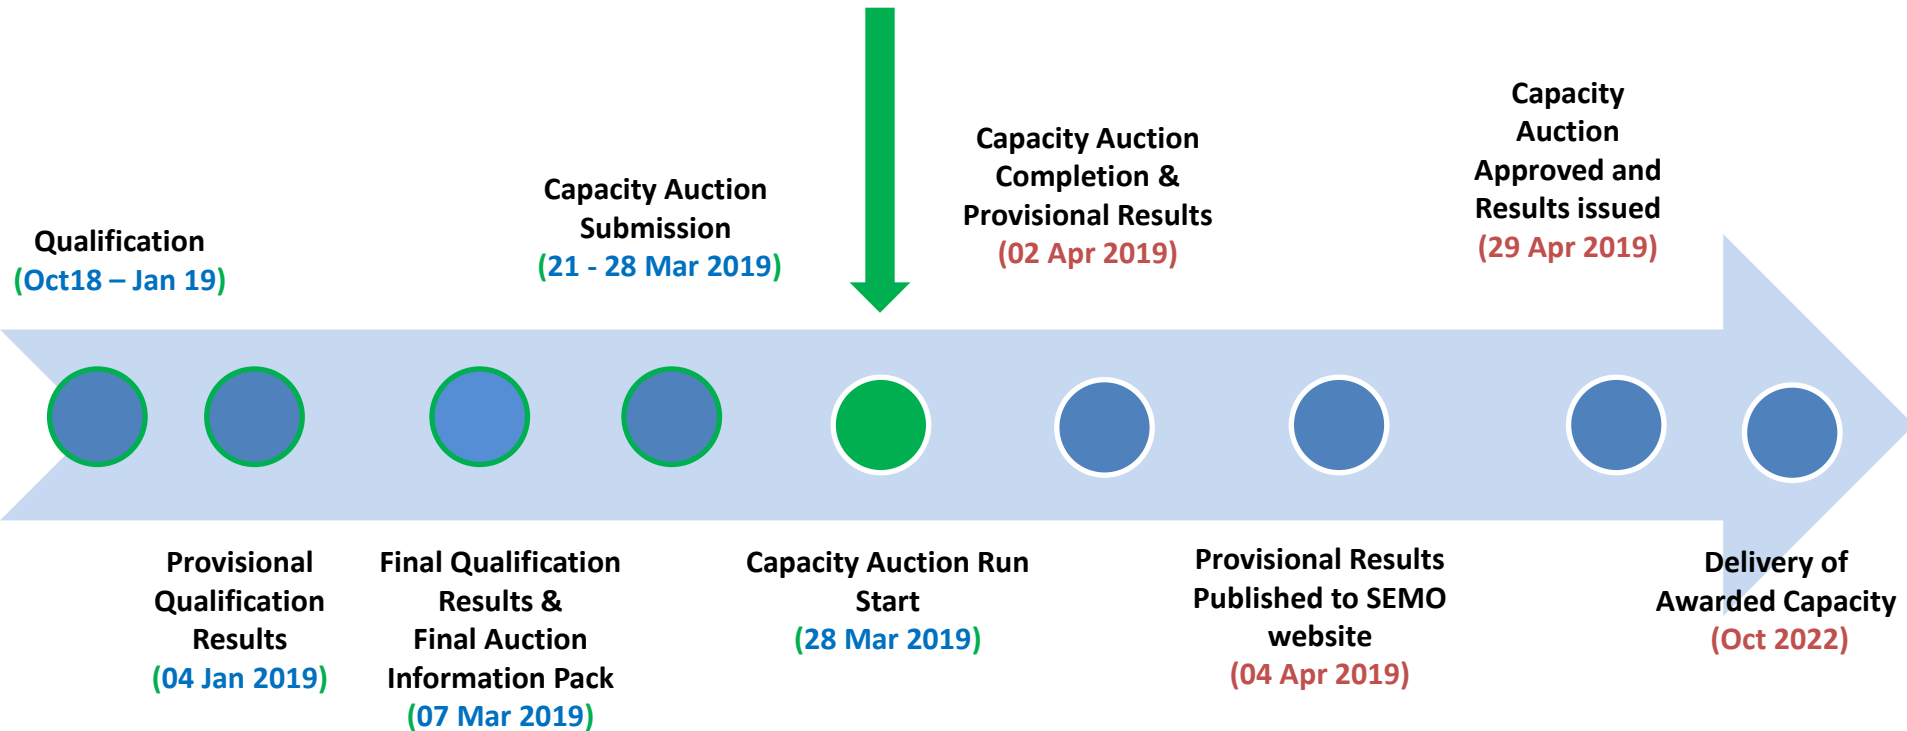 Qualification
(Oct18 – Jan 19)
Provisional
Qualification
Results
(04 Jan 2019)
Final Qualification
Results &
Final Auction
Information Pack
(07 Mar 2019)
Capacity Auction
Submission
(21 - 28 Mar 2019)
Capacity Auction Run
Start
(28 Mar 2019)
Capacity Auction
Completion &
Provisional Results
(02 Apr 2019)
Provisional Results
Published to SEMO
website
(04 Apr 2019)
Capacity
Auction
Approved and
Results issued
(29 Apr 2019)
Delivery of
Awarded Capacity
(Oct 2022)